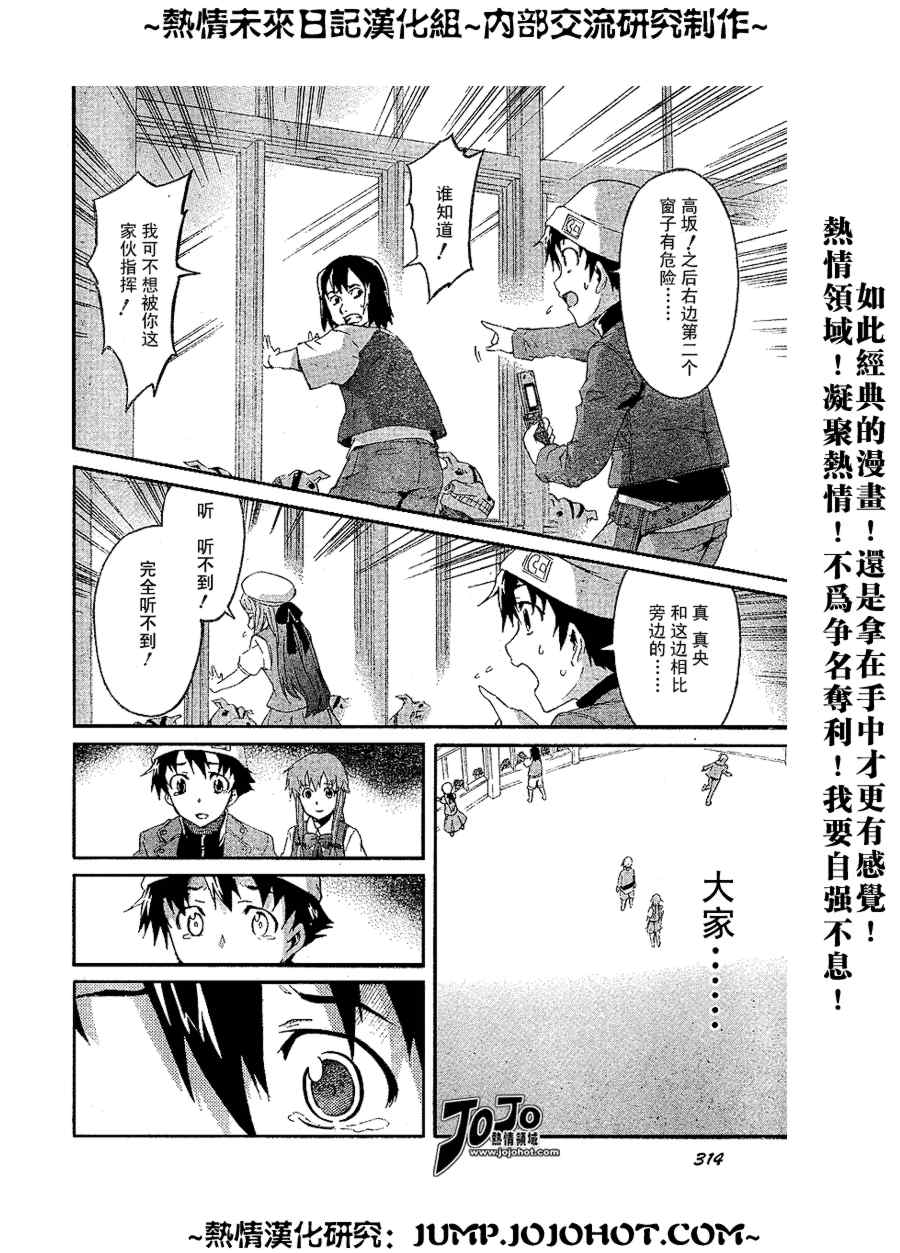 ~熱情未來日記漢化組~內部交流研究制作~
高坂！之后右边第二个
窗子有危险……
谁知道！
我可不想被你这
家伙指挥！
真 真央
和这边相比
旁边的……
听 听不到！
完全听不到！
大家……
如此經典的漫畫！還是拿在手中才更有感覺！
熱情領域！凝聚熱情！不爲争名奪利！我要自强不息！
JOJO
熱情領域
www.jojohot.com
314
~熱情漢化研究：JUMP.JOJOHOT.COM~